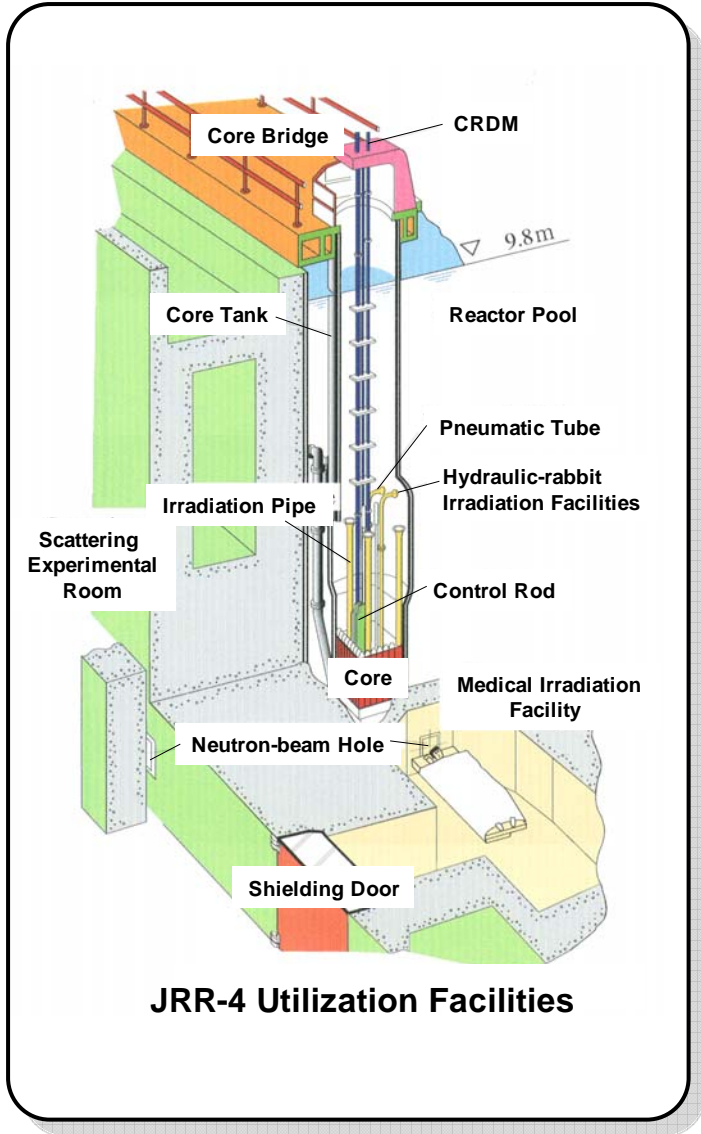 Core Bridge
CRDM
9.8m
Core Tank
Reactor Pool
Pneumatic Tube
Hydraulic-rabbit
Irradiation Facilities
Irradiation Pipe
Scattering
Experimental
Room
Control Rod
Core
Medical Irradiation
Facility
Neutron-beam Hole
Shielding Door
JRR-4 Utilization Facilities